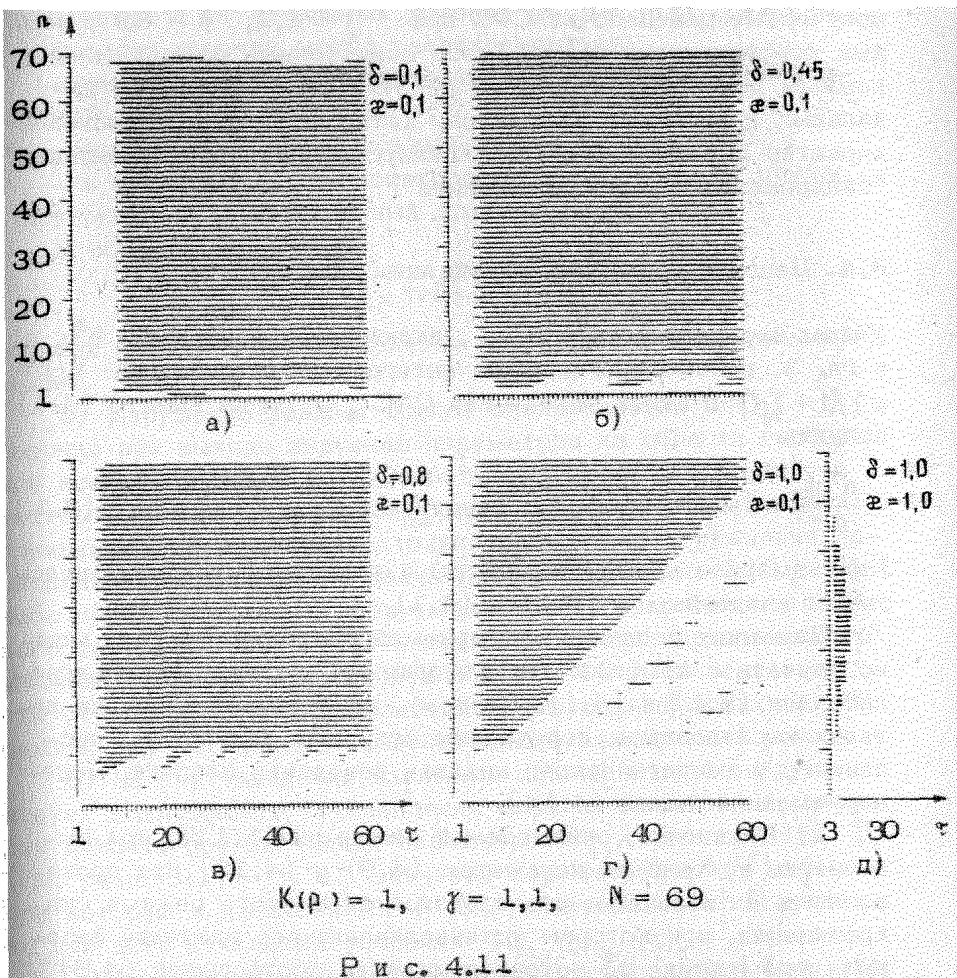 n
70
60
50
40
30
20
10
1
δ=0,1
æ=0,1
δ=0,45
æ=0,1
а)
б)
δ=0,8
æ=0,1
δ=1,0
æ=0,1
δ=1,0
æ=1,0
1 20 40 60 τ
1 20 40 60
3 30 τ
в)
г)
д)
K(ρ) = 1, γ = 1,1, N = 69
Рис. 4.11